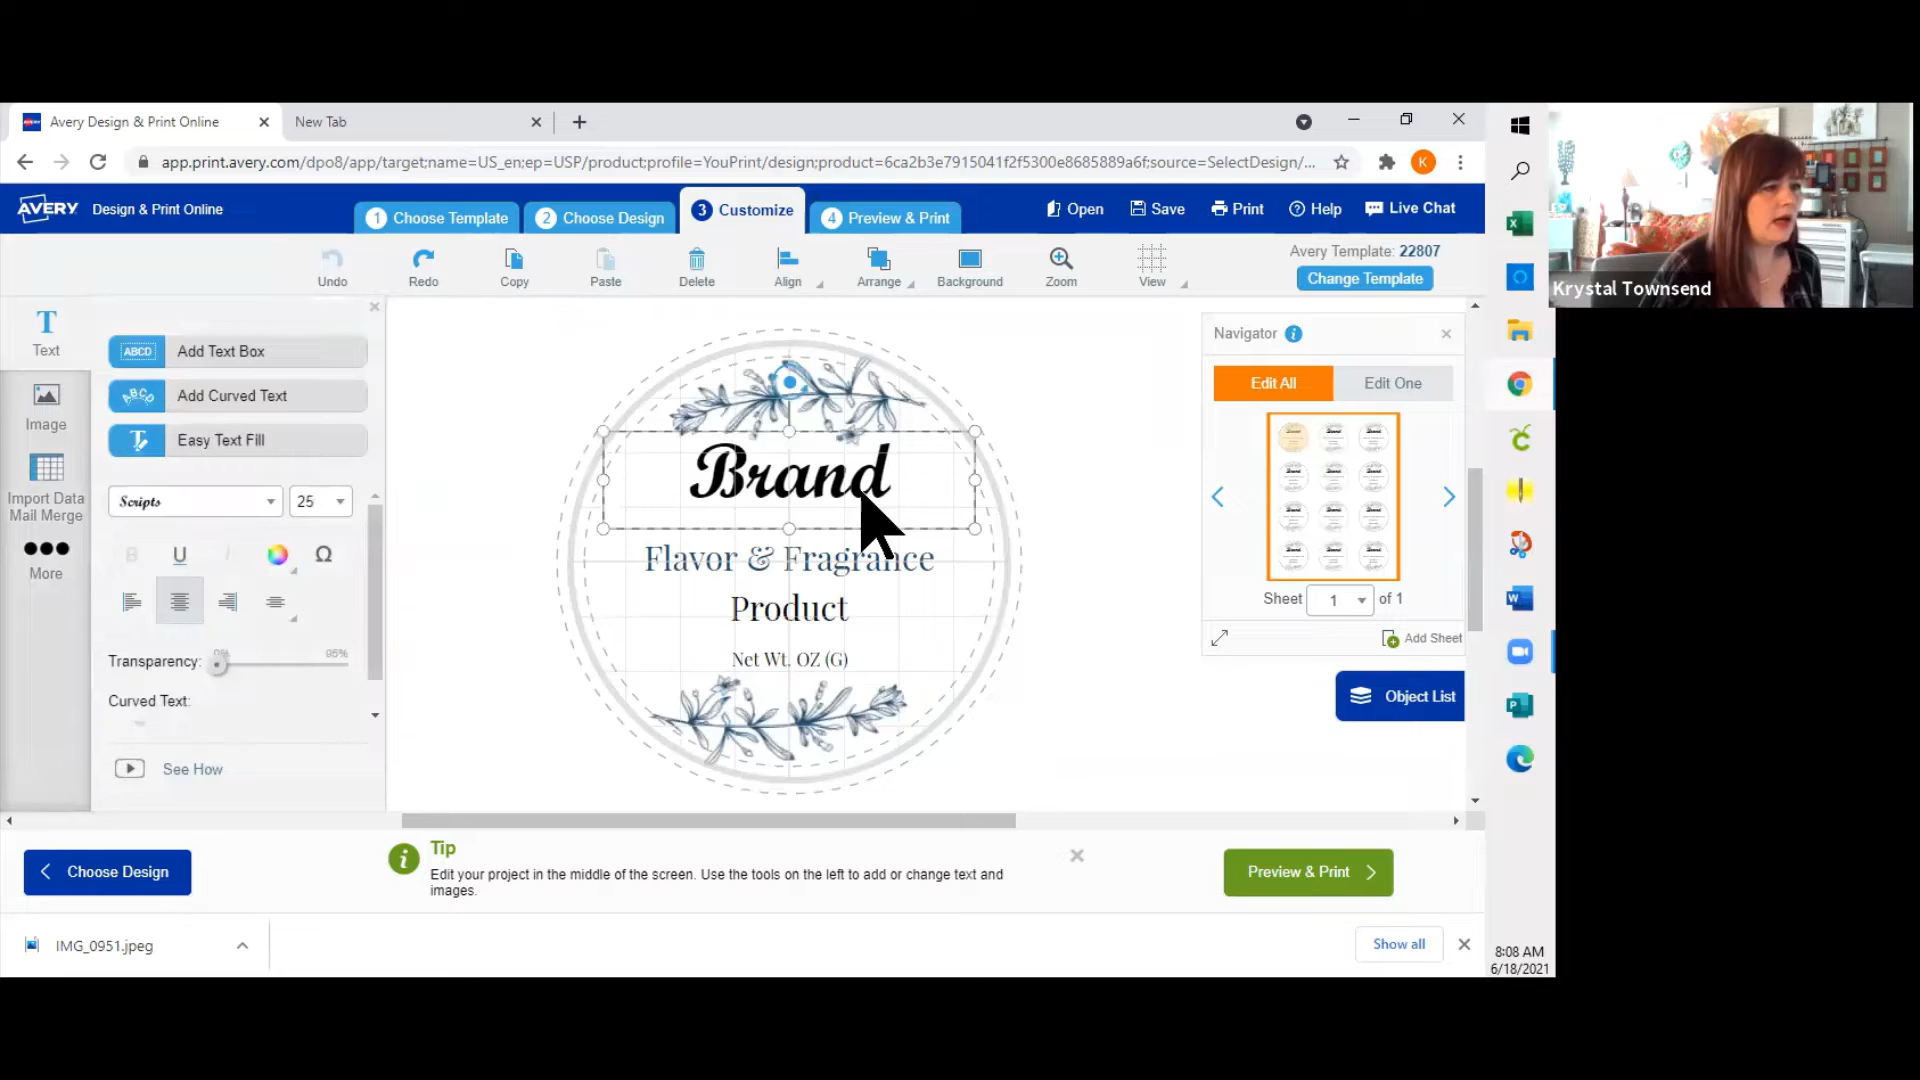 Avery Design & Print Online
New Tab
app.print.avery.com/dpo8/app/target;name=US_en;ep=USP/product;profile=YouPrint/design;product=6ca2b3e7915041f2f5300e8685889a6f;source=SelectDesign/...
K
AVERY Design & Print Online
1 Choose Template
2 Choose Design
3 Customize
4 Preview & Print
Open
Save
Print
Help
Live Chat
Undo
Redo
Copy
Paste
Delete
Align
Arrange
Background
Zoom
View
Avery Template: 22807
Change Template
Krystal Townsend
Text
Image
Import Data
Mail Merge
More
ABCD Add Text Box
ABC Add Curved Text
Easy Text Fill
Scripts
25
B U I Ω
Transparency: 0% 95%
Curved Text:
See How
Brand
Flavor & Fragrance
Product
Net Wt. OZ (G)
Navigator
Edit All
Edit One
Sheet 1 of 1
Add Sheet
Object List
Choose Design
Tip
Edit your project in the middle of the screen. Use the tools on the left to add or change text and
images.
Preview & Print
IMG_0951.jpeg
Show all
8:08 AM
6/18/2021